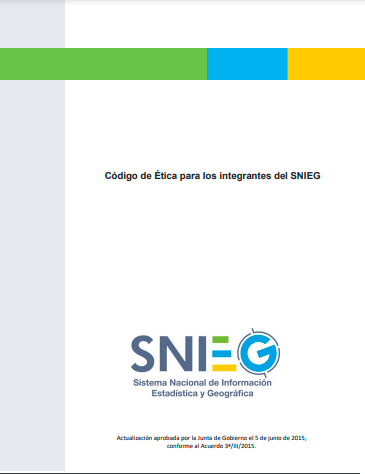 Código de Ética para los integrantes del SNIEG
SNIEG
Sistema Nacional de Información
Estadística y Geográfica
Actualización aprobada por la Junta de Gobierno el 5 de junio de 2015,
conforme al Acuerdo 3ª/III/2015.